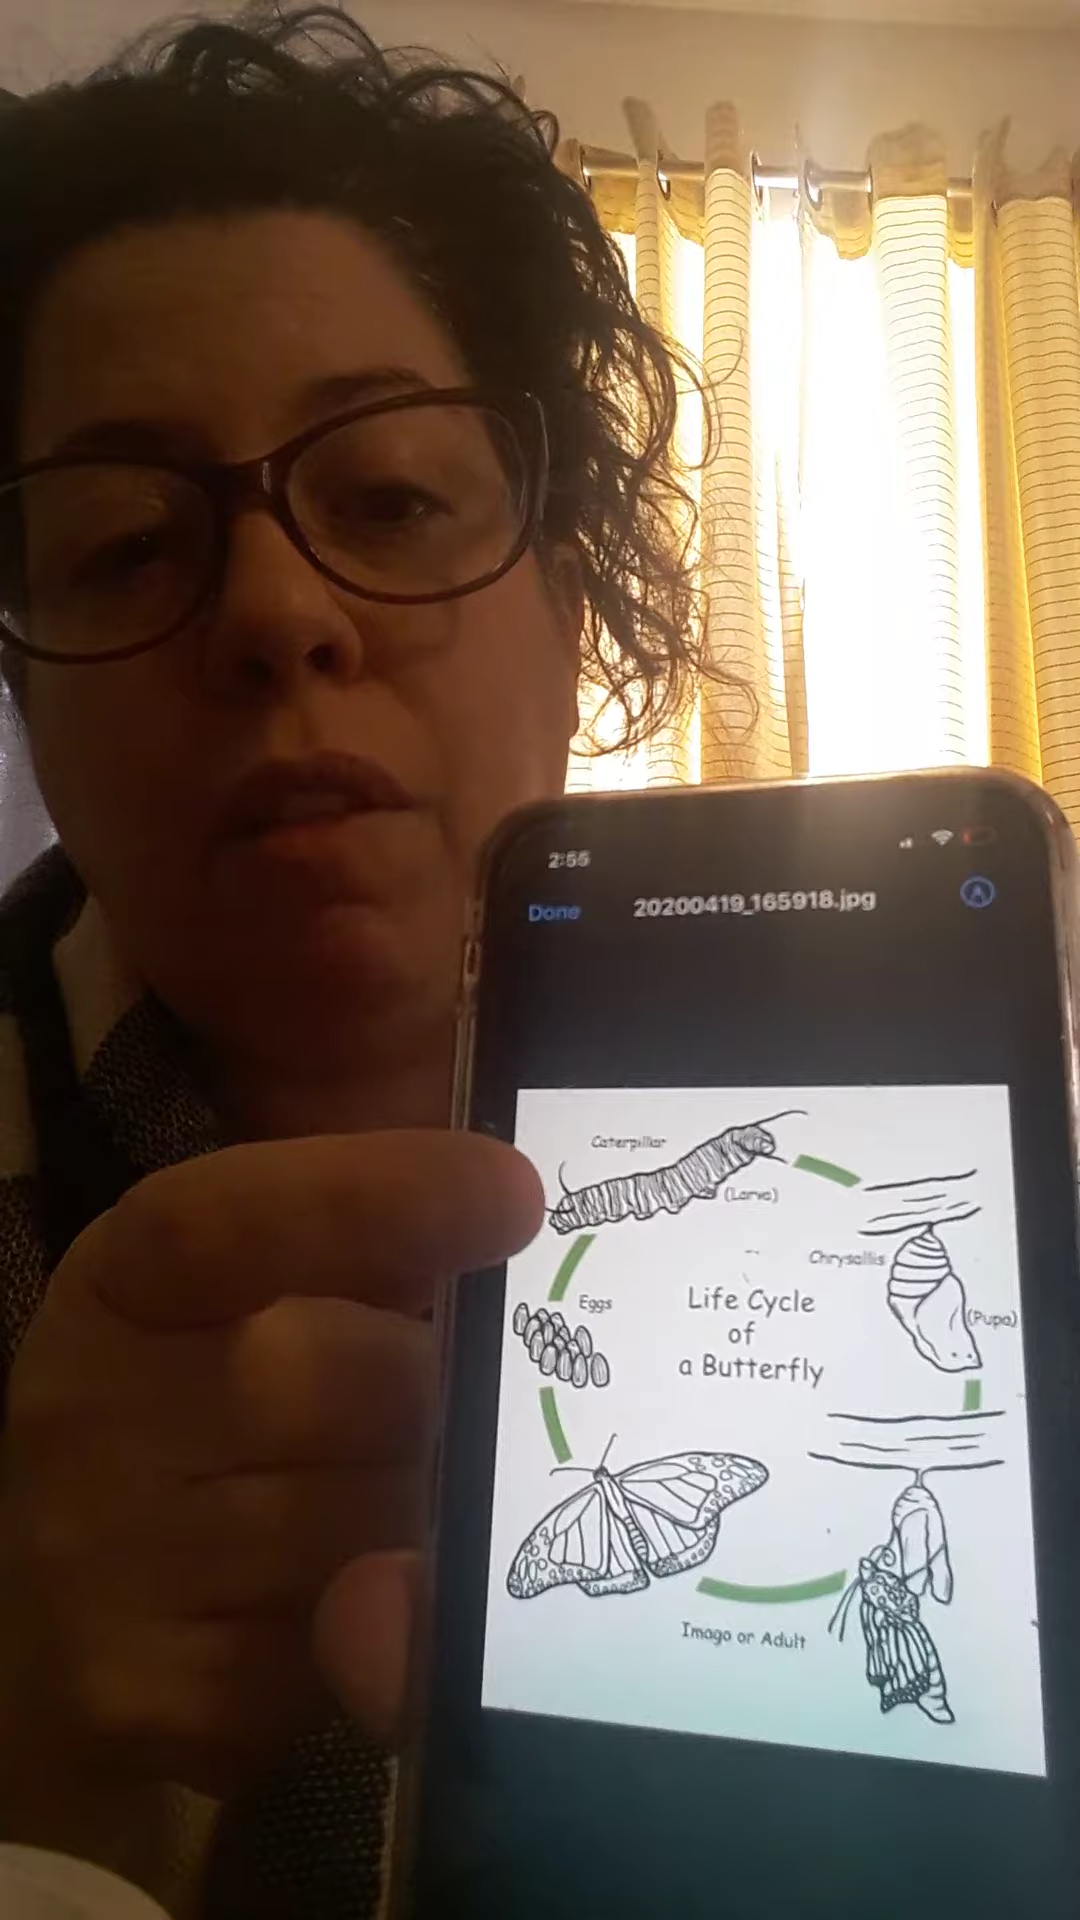 2:55
Done 20200419_165918.jpg
Caterpillar
(Larva)
Chrysallis
(Pupa)
Eggs
Life Cycle
of
a Butterfly
Imago or Adult